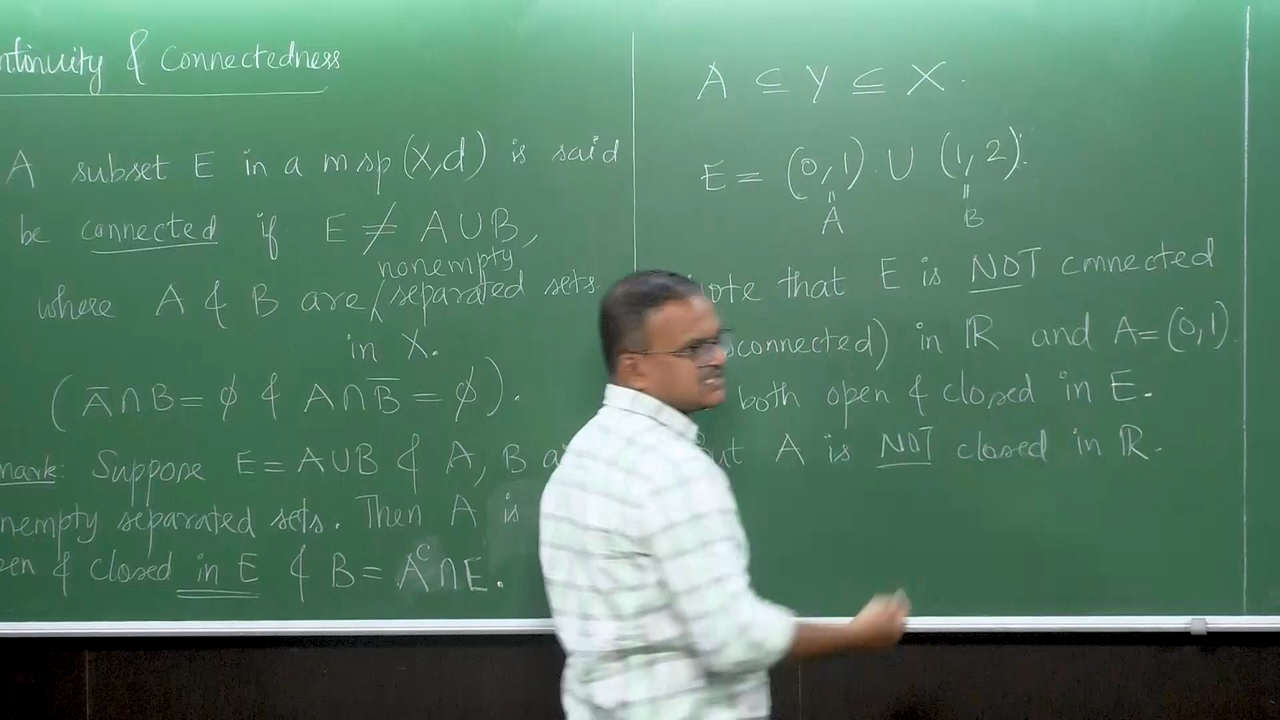 ntinuity & Connectedness
A subset E in a m sp (X,d) is said
be connected if E ≠ A∪B,
nonempty
where A & B are / separated sets.
in X.
(A̅∩B = φ & A∩B̅ = φ).
mark: Suppose E = A∪B & A, B a
nempty separated sets. Then A is
en & closed in E & B = Aᶜ∩E.
A ⊆ Y ⊆ X.
E = (0,1) ∪ (1,2).
A B
ote that E is NOT connected
sconnected) in ℝ and A=(0,1)
both open & closed in E.
ut A is NOT closed in ℝ.